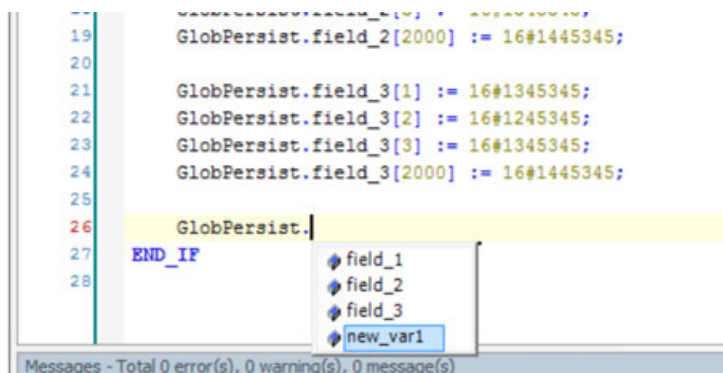 19 GlobPersist.field_2[2000] := 16#1445345;
20
21 GlobPersist.field_3[1] := 16#1345345;
22 GlobPersist.field_3[2] := 16#1245345;
23 GlobPersist.field_3[3] := 16#1345345;
24 GlobPersist.field_3[2000] := 16#1445345;
25
26 GlobPersist.
27 END_IF
28
field_1
field_2
field_3
new_var1
Messages - Total 0 error(s), 0 warning(s), 0 message(s)